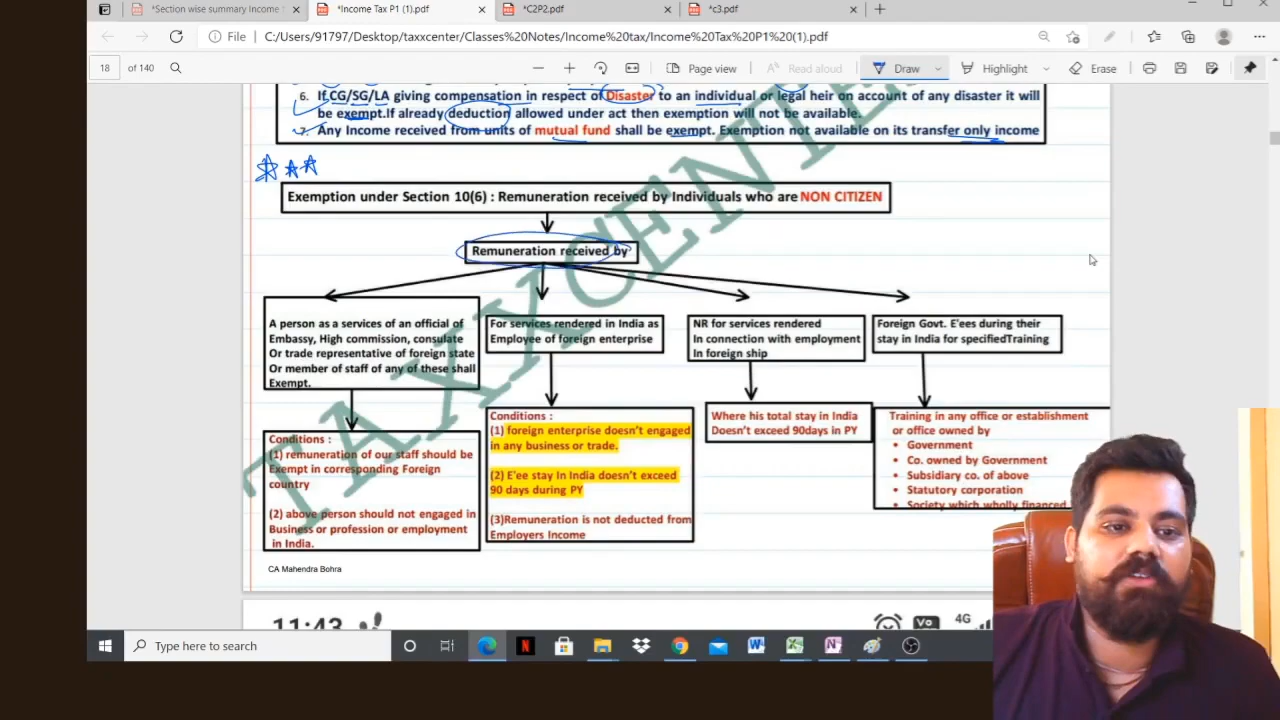 *Section wise summary Income
*Income Tax P1 (1).pdf
*C2P2.pdf
*c3.pdf
File
C:/Users/91797/Desktop/taxxcenter/Classes%20Notes/Income%20tax/Income%20Tax%20P1%20(1).pdf
18 of 140
Page view
Read aloud
Draw
Highlight
Erase
6. If CG/SG/LA giving compensation in respect of Disaster to an individual or legal heir on account of any disaster it will
be exempt.If already deduction allowed under act then exemption will not be available.
7. Any Income received from units of mutual fund shall be exempt. Exemption not available on its transfer only income
Exemption under Section 10(6) : Remuneration received by Individuals who are NON CITIZEN
Remuneration received by
A person as a services of an official of
Embassy, High commission, consulate
Or trade representative of foreign state
Or member of staff of any of these shall
Exempt.
Conditions :
(1) remuneration of our staff should be
Exempt in corresponding Foreign
country
(2) above person should not engaged in
Business or profession or employment
in India.
For services rendered in India as
Employee of foreign enterprise
Conditions :
(1) foreign enterprise doesn't engaged
in any business or trade.
(2) E'ee stay In India doesn't exceed
90 days during PY
(3)Remuneration is not deducted from
Employers Income
NR for services rendered
In connection with employment
In foreign ship
Where his total stay in India
Doesn't exceed 90days in PY
Foreign Govt. E'ees during their
stay in India for specifiedTraining
Training in any office or establishment
or office owned by
• Government
• Co. owned by Government
• Subsidiary co. of above
• Statutory corporation
• Society which wholly financed
TAXXCENTER
CA Mahendra Bohra
11:43
Vo
4G
Type here to search